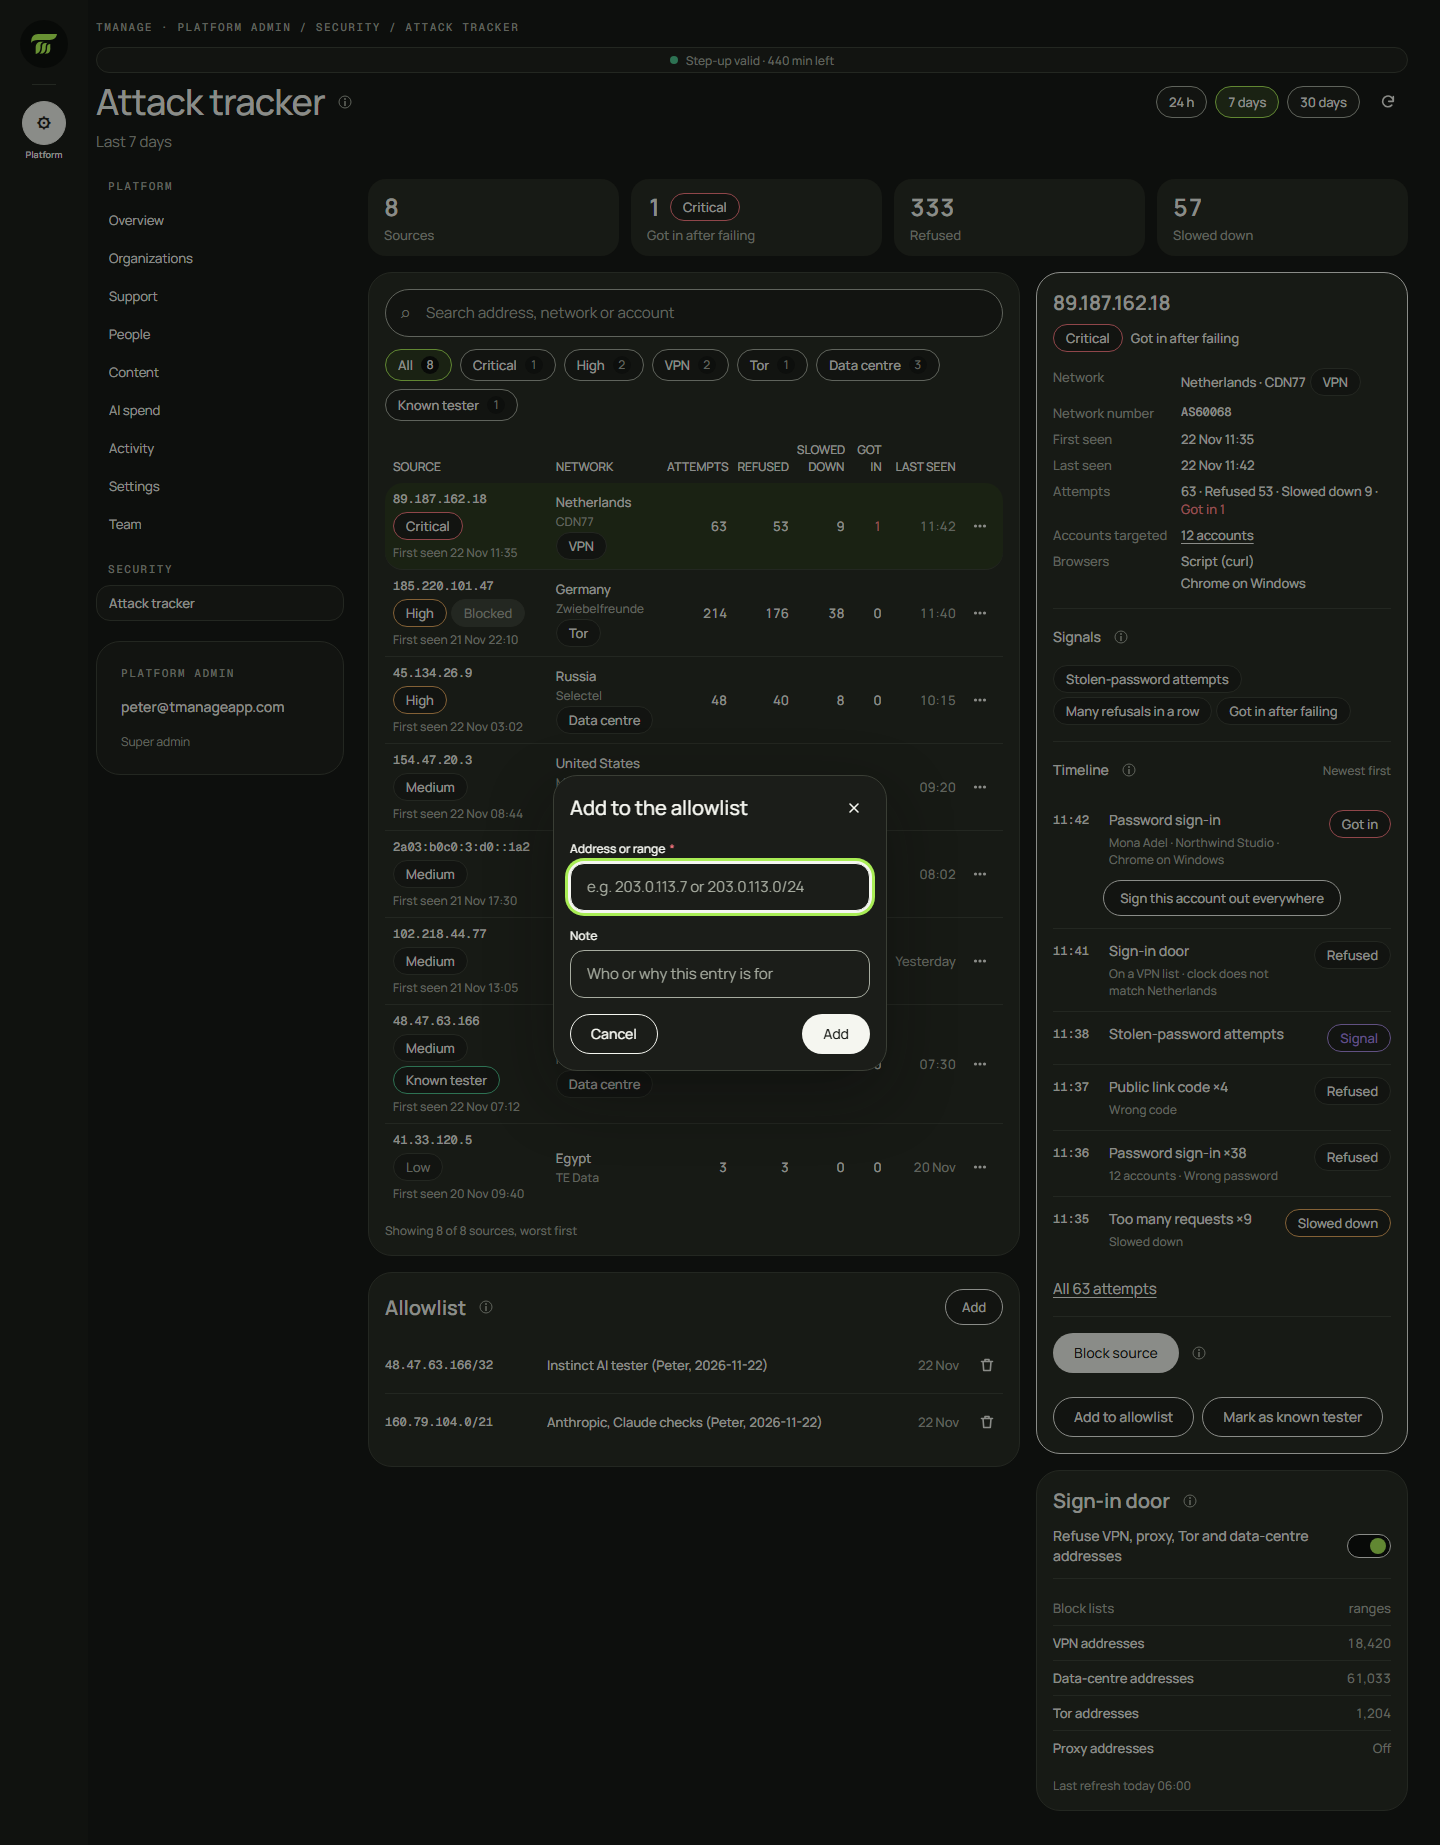 TMANAGE · PLATFORM ADMIN / SECURITY / ATTACK TRACKER
Step-up valid · 440 min left
Attack tracker
24 h
7 days
30 days
Last 7 days
Platform
PLATFORM
Overview
Organizations
Support
People
Content
AI spend
Activity
Settings
Team
SECURITY
Attack tracker
PLATFORM ADMIN
peter@tmanageapp.com
Super admin
8
Sources
1 Critical
Got in after failing
333
Refused
57
Slowed down
Search address, network or account
All 8
Critical 1
High 2
VPN 2
Tor 1
Data centre 3
Known tester 1
SOURCE NETWORK ATTEMPTS REFUSED SLOWED DOWN GOT IN LAST SEEN
89.187.162.18
Critical
First seen 22 Nov 11:35
Netherlands
CDN77
VPN
63 53 9 1 11:42
185.220.101.47
High Blocked
First seen 21 Nov 22:10
Germany
Zwiebelfreunde
Tor
214 176 38 0 11:40
45.134.26.9
High
First seen 22 Nov 03:02
Russia
Selectel
Data centre
48 40 8 0 10:15
154.47.20.3
Medium
First seen 22 Nov 08:44
United States
09:20
2a03:b0c0:3:d0::1a2
Medium
First seen 21 Nov 17:30
08:02
102.218.44.77
Medium
First seen 21 Nov 13:05
Yesterday
48.47.63.166
Medium
Known tester
First seen 22 Nov 07:12
Data centre
07:30
41.33.120.5
Low
First seen 20 Nov 09:40
Egypt
TE Data
3 3 0 0 20 Nov
Showing 8 of 8 sources, worst first
Add to the allowlist
Address or range *
e.g. 203.0.113.7 or 203.0.113.0/24
Note
Who or why this entry is for
Cancel
Add
Allowlist
Add
48.47.63.166/32 Instinct AI tester (Peter, 2026-11-22) 22 Nov
160.79.104.0/21 Anthropic, Claude checks (Peter, 2026-11-22) 22 Nov
89.187.162.18
Critical Got in after failing
Network Netherlands · CDN77 VPN
Network number AS60068
First seen 22 Nov 11:35
Last seen 22 Nov 11:42
Attempts 63 · Refused 53 · Slowed down 9 ·
Got in 1
Accounts targeted 12 accounts
Browsers Script (curl)
Chrome on Windows
Signals
Stolen-password attempts
Many refusals in a row
Got in after failing
Timeline
Newest first
11:42 Password sign-in Got in
Mona Adel · Northwind Studio ·
Chrome on Windows
Sign this account out everywhere
11:41 Sign-in door Refused
On a VPN list · clock does not
match Netherlands
11:38 Stolen-password attempts Signal
11:37 Public link code ×4 Refused
Wrong code
11:36 Password sign-in ×38 Refused
12 accounts · Wrong password
11:35 Too many requests ×9 Slowed down
Slowed down
All 63 attempts
Block source
Add to allowlist
Mark as known tester
Sign-in door
Refuse VPN, proxy, Tor and data-centre
addresses
Block lists ranges
VPN addresses 18,420
Data-centre addresses 61,033
Tor addresses 1,204
Proxy addresses Off
Last refresh today 06:00